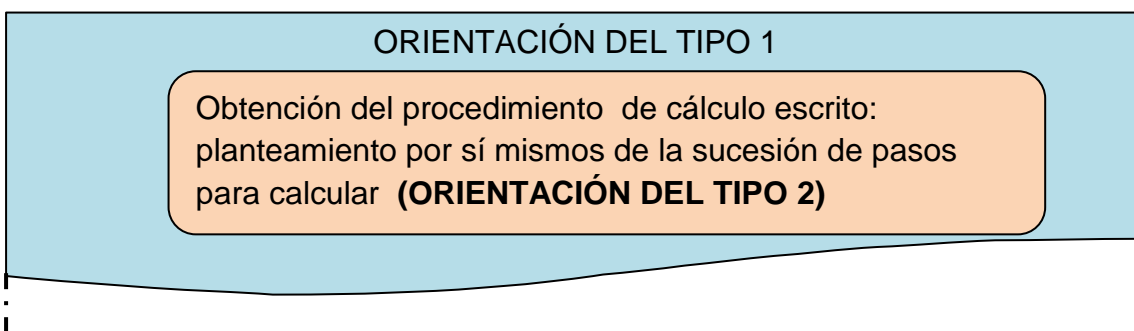 ORIENTACIÓN DEL TIPO 1
Obtención del procedimiento de cálculo escrito:
planteamiento por sí mismos de la sucesión de pasos
para calcular (ORIENTACIÓN DEL TIPO 2)